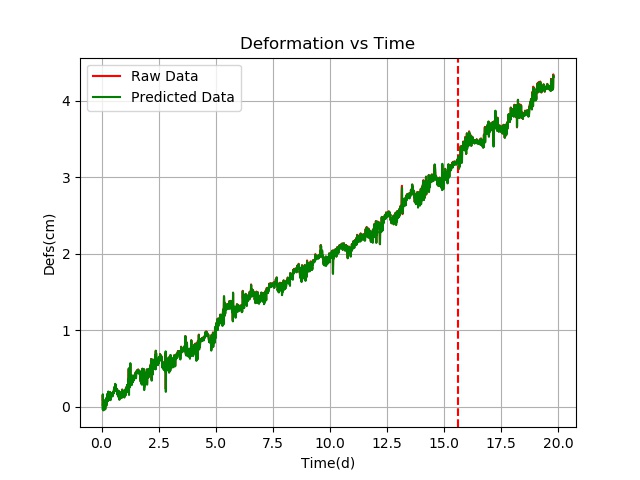 Deformation vs Time
Raw Data
Predicted Data
4
3
2
1
0
Defs(cm)
0.0 2.5 5.0 7.5 10.0 12.5 15.0 17.5 20.0
Time(d)